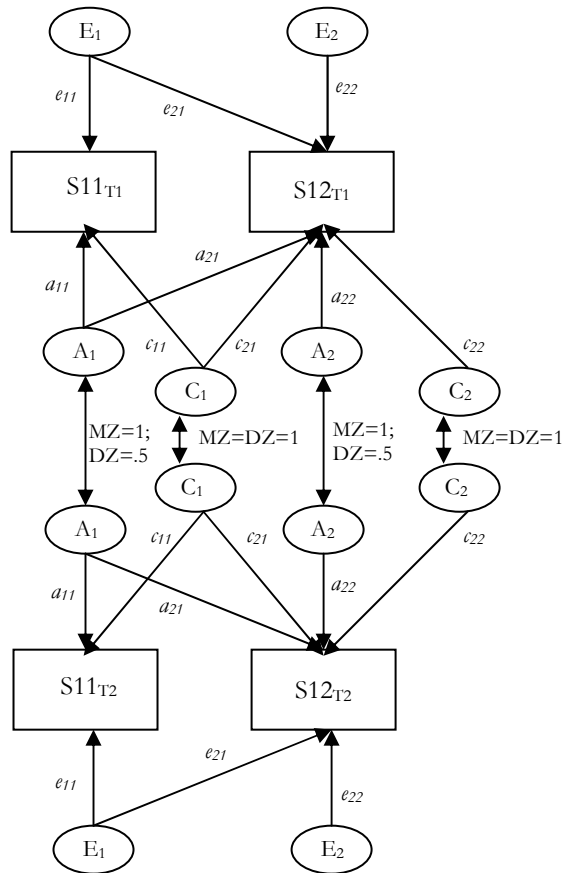 E1 E2
e11 e21 e22
S11T1 S12T1
a11 a21 a22
c11 c21 c22
A1 A2
C1 C2
MZ=1; MZ=DZ=1 MZ=1; MZ=DZ=1
DZ=.5 DZ=.5
C1 C2
A1 A2
c11 c21 c22
a11 a21 a22
S11T2 S12T2
e11 e21 e22
E1 E2